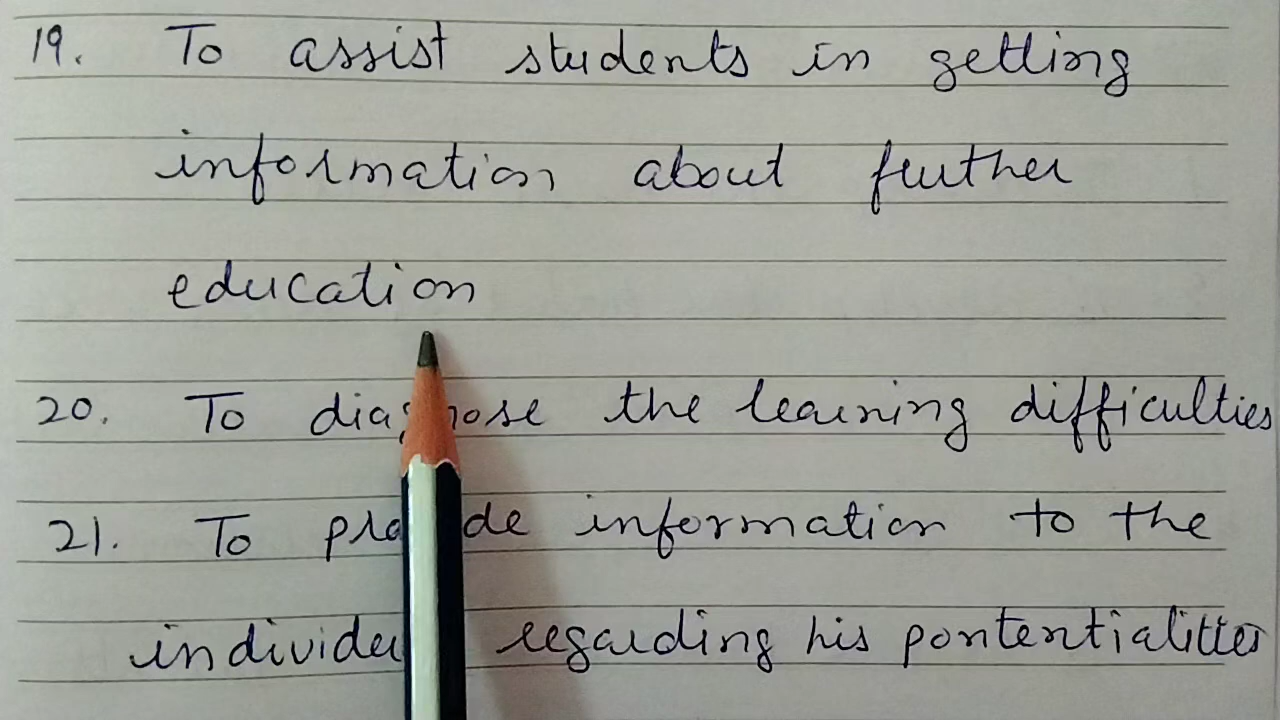 19. To assist students in getting
information about further
education
20. To the learning difficulties
21. To information to the
regarding his pontentialitter